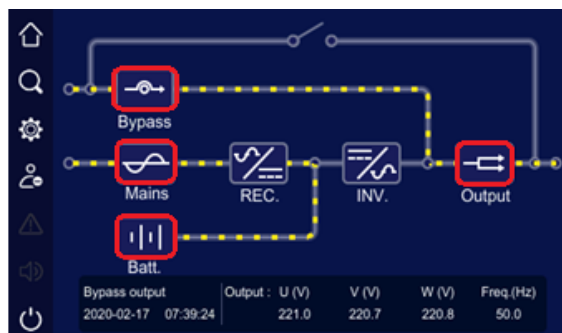 Bypass
Mains
REC.
INV.
Output
Batt.
Bypass output
Output : U (V) V (V) W (V) Freq.(Hz)
2020-02-17 07:39:24 221.0 220.7 220.8 50.0